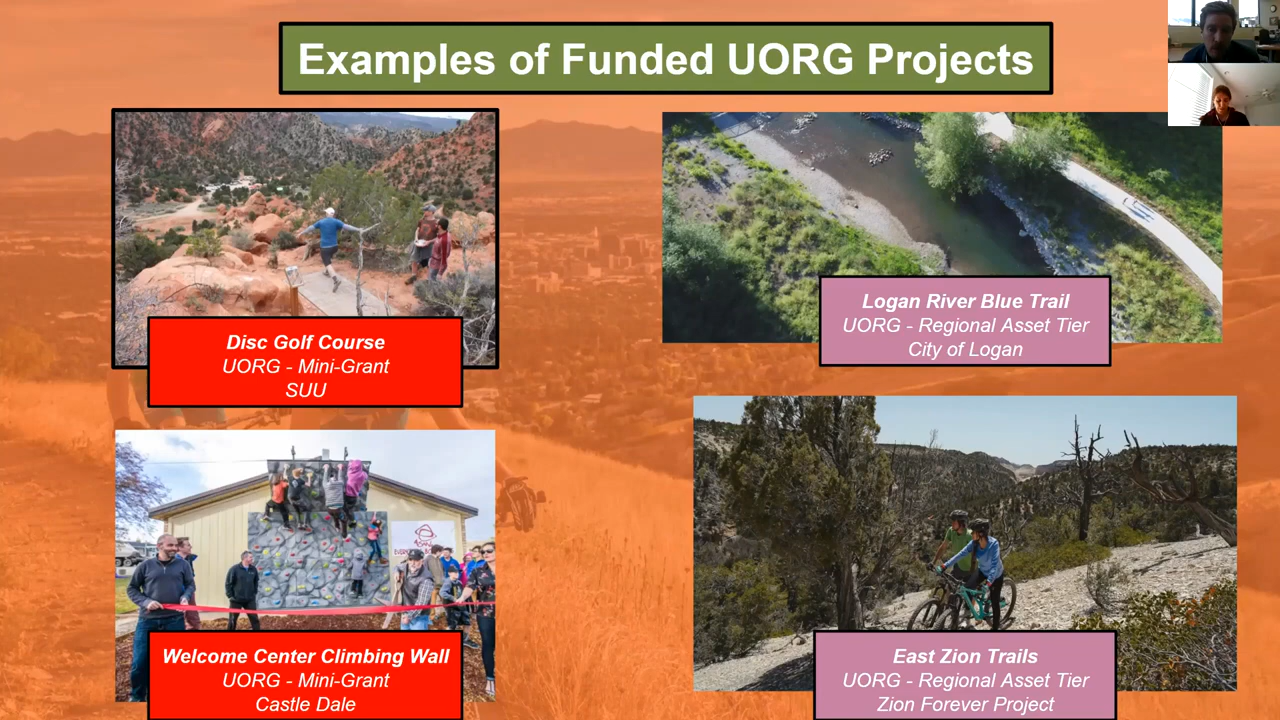 Examples of Funded UORG Projects
Disc Golf Course
UORG - Mini-Grant
SUU
Logan River Blue Trail
UORG - Regional Asset Tier
City of Logan
Welcome Center Climbing Wall
UORG - Mini-Grant
Castle Dale
East Zion Trails
UORG - Regional Asset Tier
Zion Forever Project